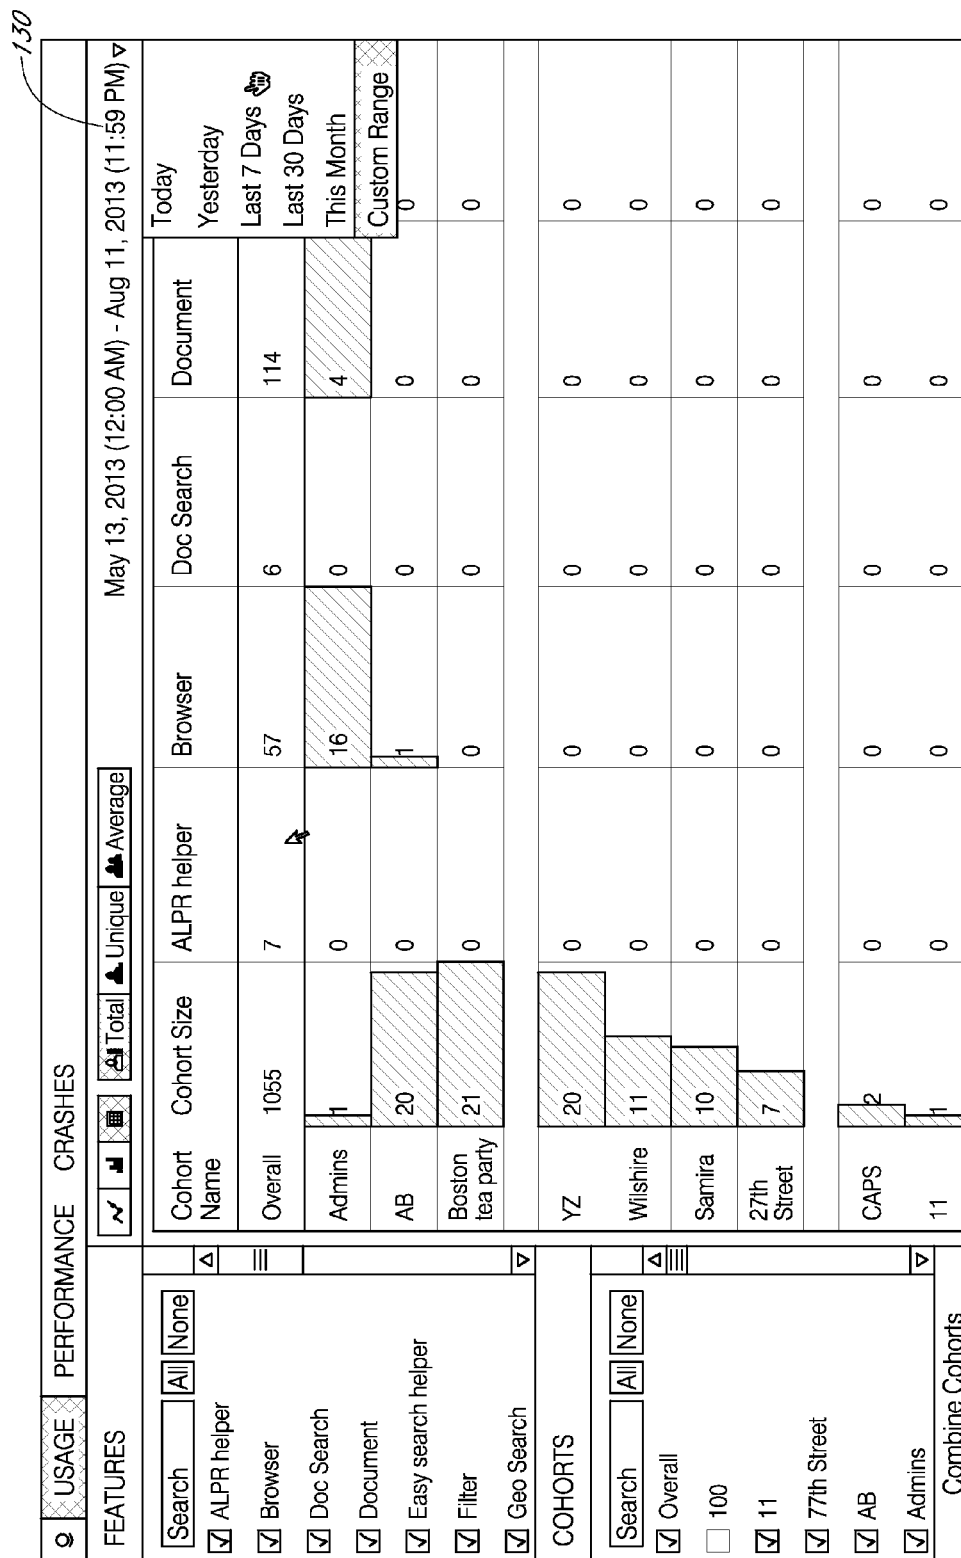 130
USAGE PERFORMANCE CRASHES
FEATURES
Total Unique Average
May 13, 2013 (12:00 AM) - Aug 11, 2013 (11:59 PM)
Today
Yesterday
Last 7 Days
Last 30 Days
This Month
Custom Range
Search All None
ALPR helper
Browser
Doc Search
Document
Easy search helper
Filter
Geo Search
COHORTS
Search All None
Overall
100
11
77th Street
AB
Admins
Combine Cohorts
Cohort Name Cohort Size ALPR helper Browser Doc Search Document
Overall 1055 7 57 6 114
Admins 1 0 16 0 4
AB 20 0 1 0 0 0
Boston tea party 21 0 0 0 0 0
YZ 20 0 0 0 0 0
Wilshire 11 0 0 0 0 0
Samira 10 0 0 0 0 0
27th Street 7 0 0 0 0 0
CAPS 2 0 0 0 0 0
11 1 0 0 0 0 0